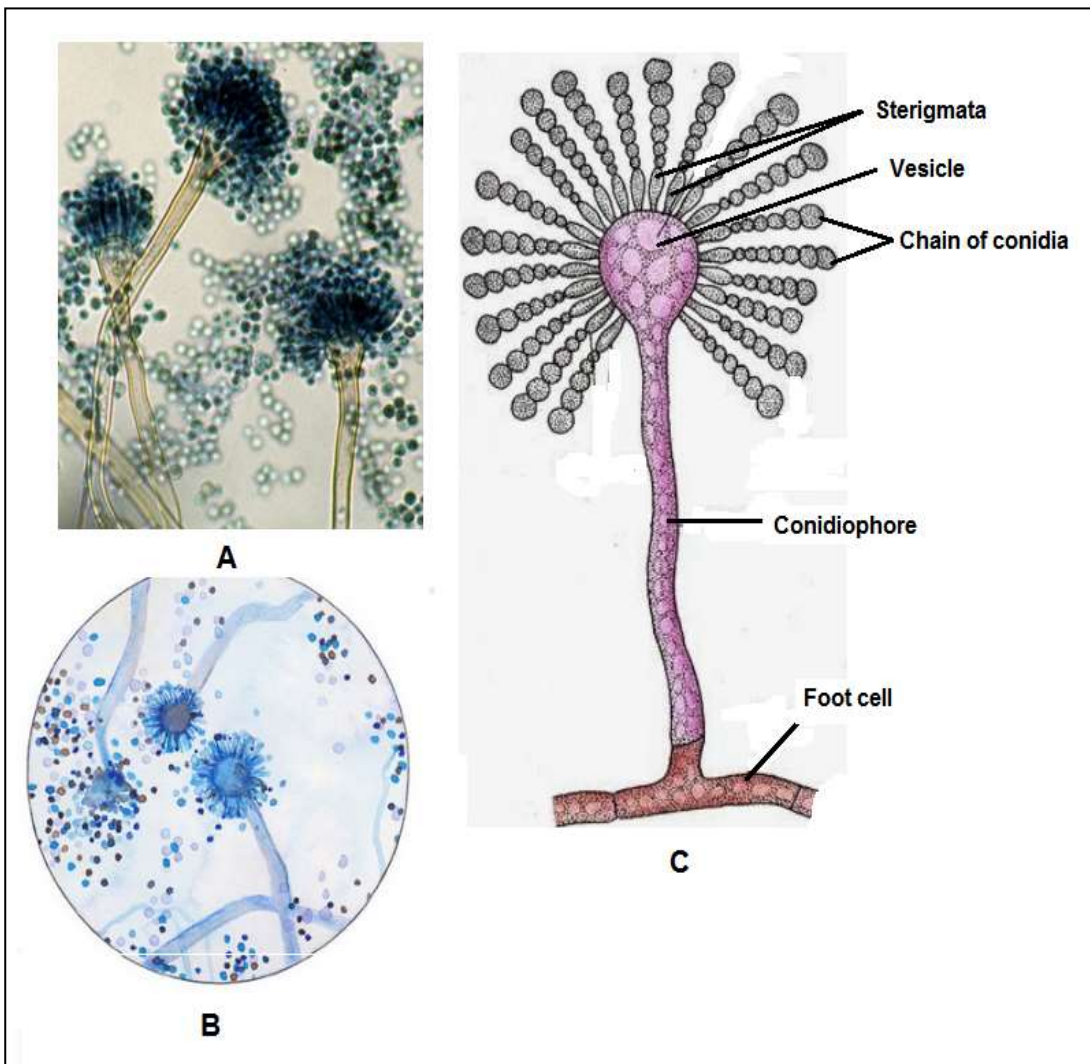 Sterigmata
Vesicle
Chain of conidia
Conidiophore
A
Foot cell
C
B